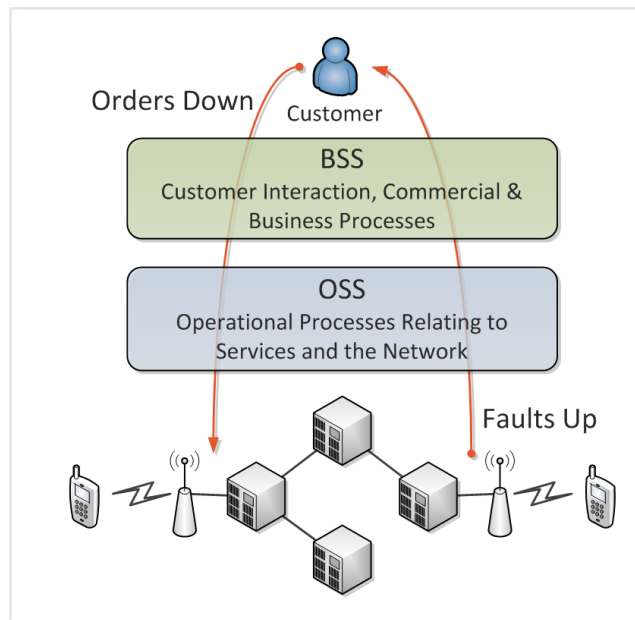 Orders Down
Customer
BSS
Customer Interaction, Commercial &
Business Processes
OSS
Operational Processes Relating to
Services and the Network
Faults Up